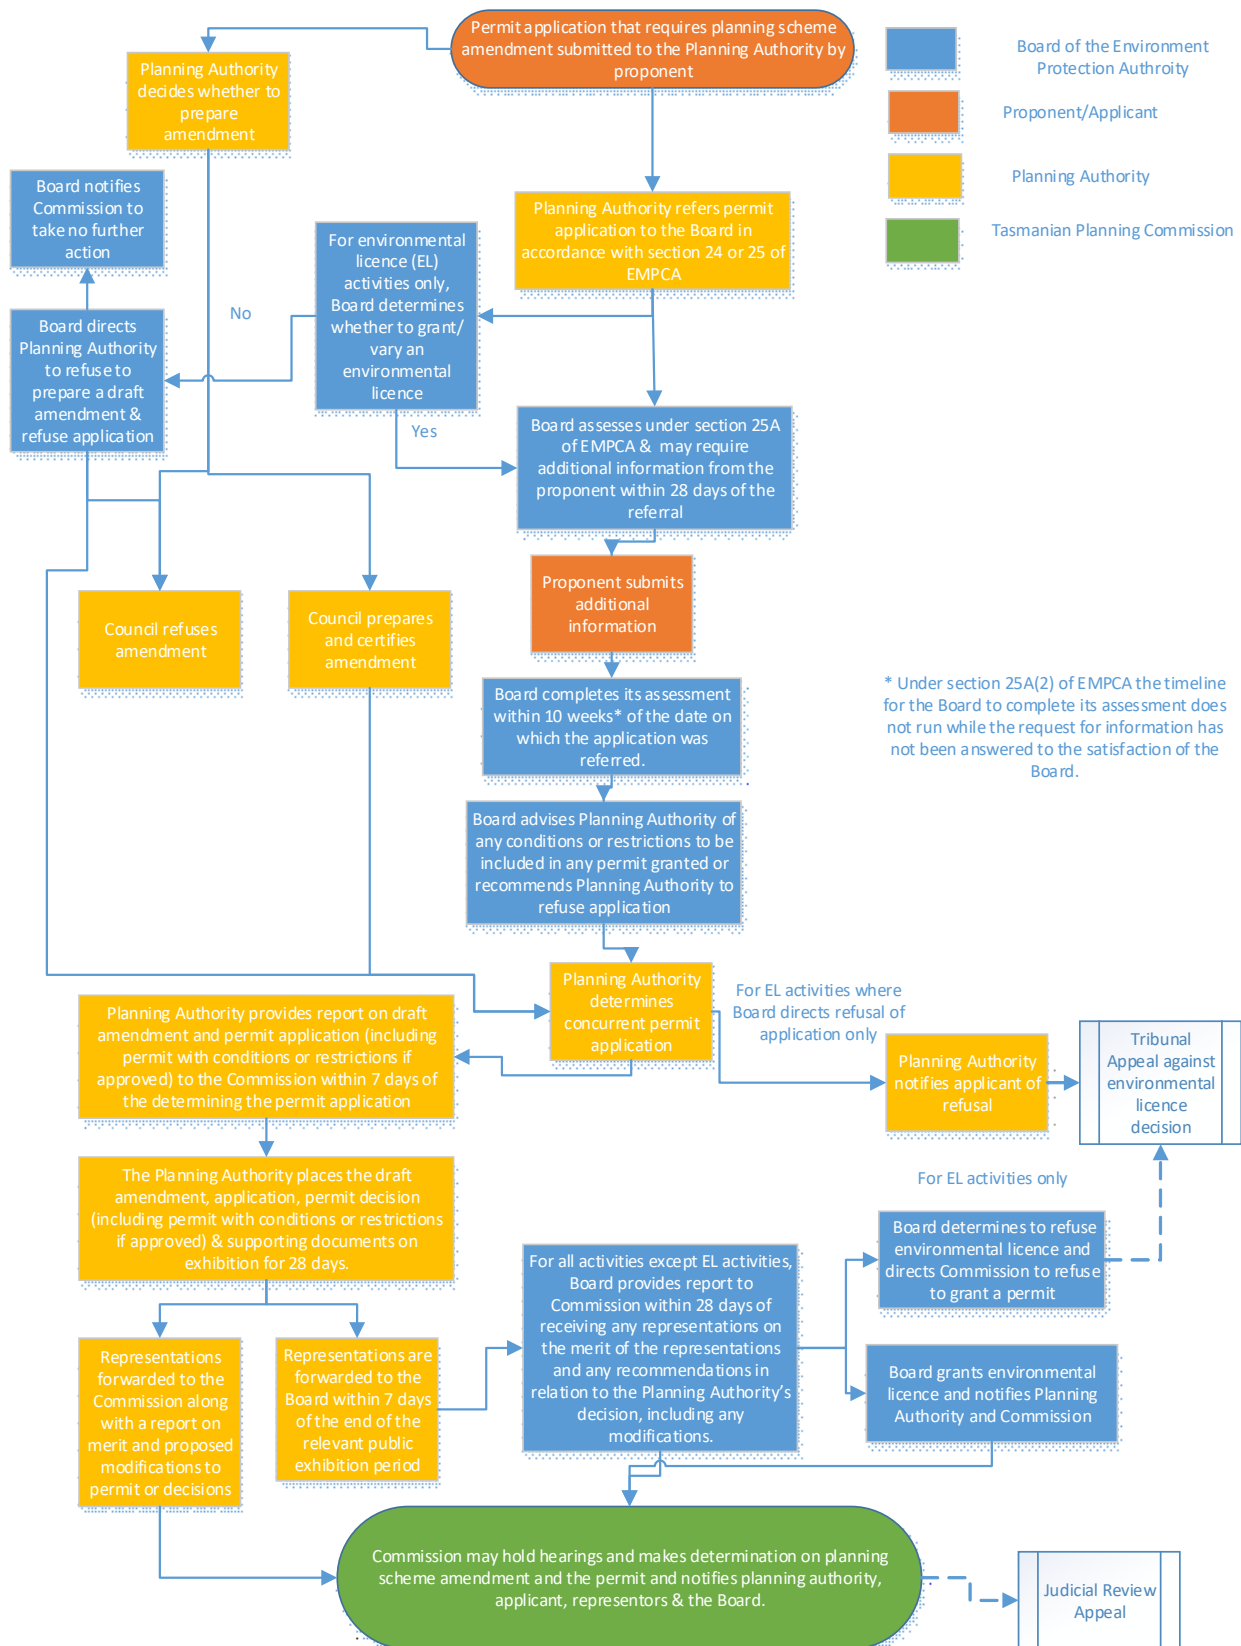 Permit application that requires planning scheme
amendment submitted to the Planning Authority by
proponent
Board of the Environment
Protection Authroity
Proponent/Applicant
Planning Authority
Tasmanian Planning Commission
Planning Authority
decides whether to
prepare
amendment
Board notifies
Commission to
take no further
action
Planning Authority refers permit
application to the Board in
accordance with section 24 or 25 of
EMPCA
For environmental
licence (EL)
activities only,
Board determines
whether to grant/
vary an
environmental
licence
No
Board directs
Planning Authority
to refuse to
prepare a draft
amendment &
refuse application
Yes
Board assesses under section 25A
of EMPCA & may require
additional information from the
proponent within 28 days of the
referral
Proponent submits
additional
information
Council refuses
amendment
Council prepares
and certifies
amendment
Board completes its assessment
within 10 weeks* of the date on
which the application was
referred.
* Under section 25A(2) of EMPCA the timeline
for the Board to complete its assessment does
not run while the request for information has
not been answered to the satisfaction of the
Board.
Board advises Planning Authority of
any conditions or restrictions to be
included in any permit granted or
recommends Planning Authority to
refuse application
Planning Authority
determines
concurrent permit
application
For EL activities where
Board directs refusal of
application only
Planning Authority provides report on draft
amendment and permit application (including
permit with conditions or restrictions if
approved) to the Commission within 7 days of
the determining the permit application
Planning Authority
notifies applicant of
refusal
Tribunal
Appeal against
environmental
licence
decision
The Planning Authority places the draft
amendment, application, permit decision
(including permit with conditions or restrictions
if approved) & supporting documents on
exhibition for 28 days.
For EL activities only
Board determines to refuse
environmental licence and
directs Commission to refuse
to grant a permit
For all activities except EL activities,
Board provides report to
Commission within 28 days of
receiving any representations on
the merit of the representations
and any recommendations in
relation to the Planning Authority's
decision, including any
modifications.
Representations
forwarded to the
Commission along
with a report on
merit and proposed
modifications to
permit or decisions
Representations are
forwarded to the
Board within 7 days
of the end of the
relevant public
exhibition period
Board grants environmental
licence and notifies Planning
Authority and Commission
Commission may hold hearings and makes determination on planning
scheme amendment and the permit and notifies planning authority,
applicant, representors & the Board.
Judicial Review
Appeal